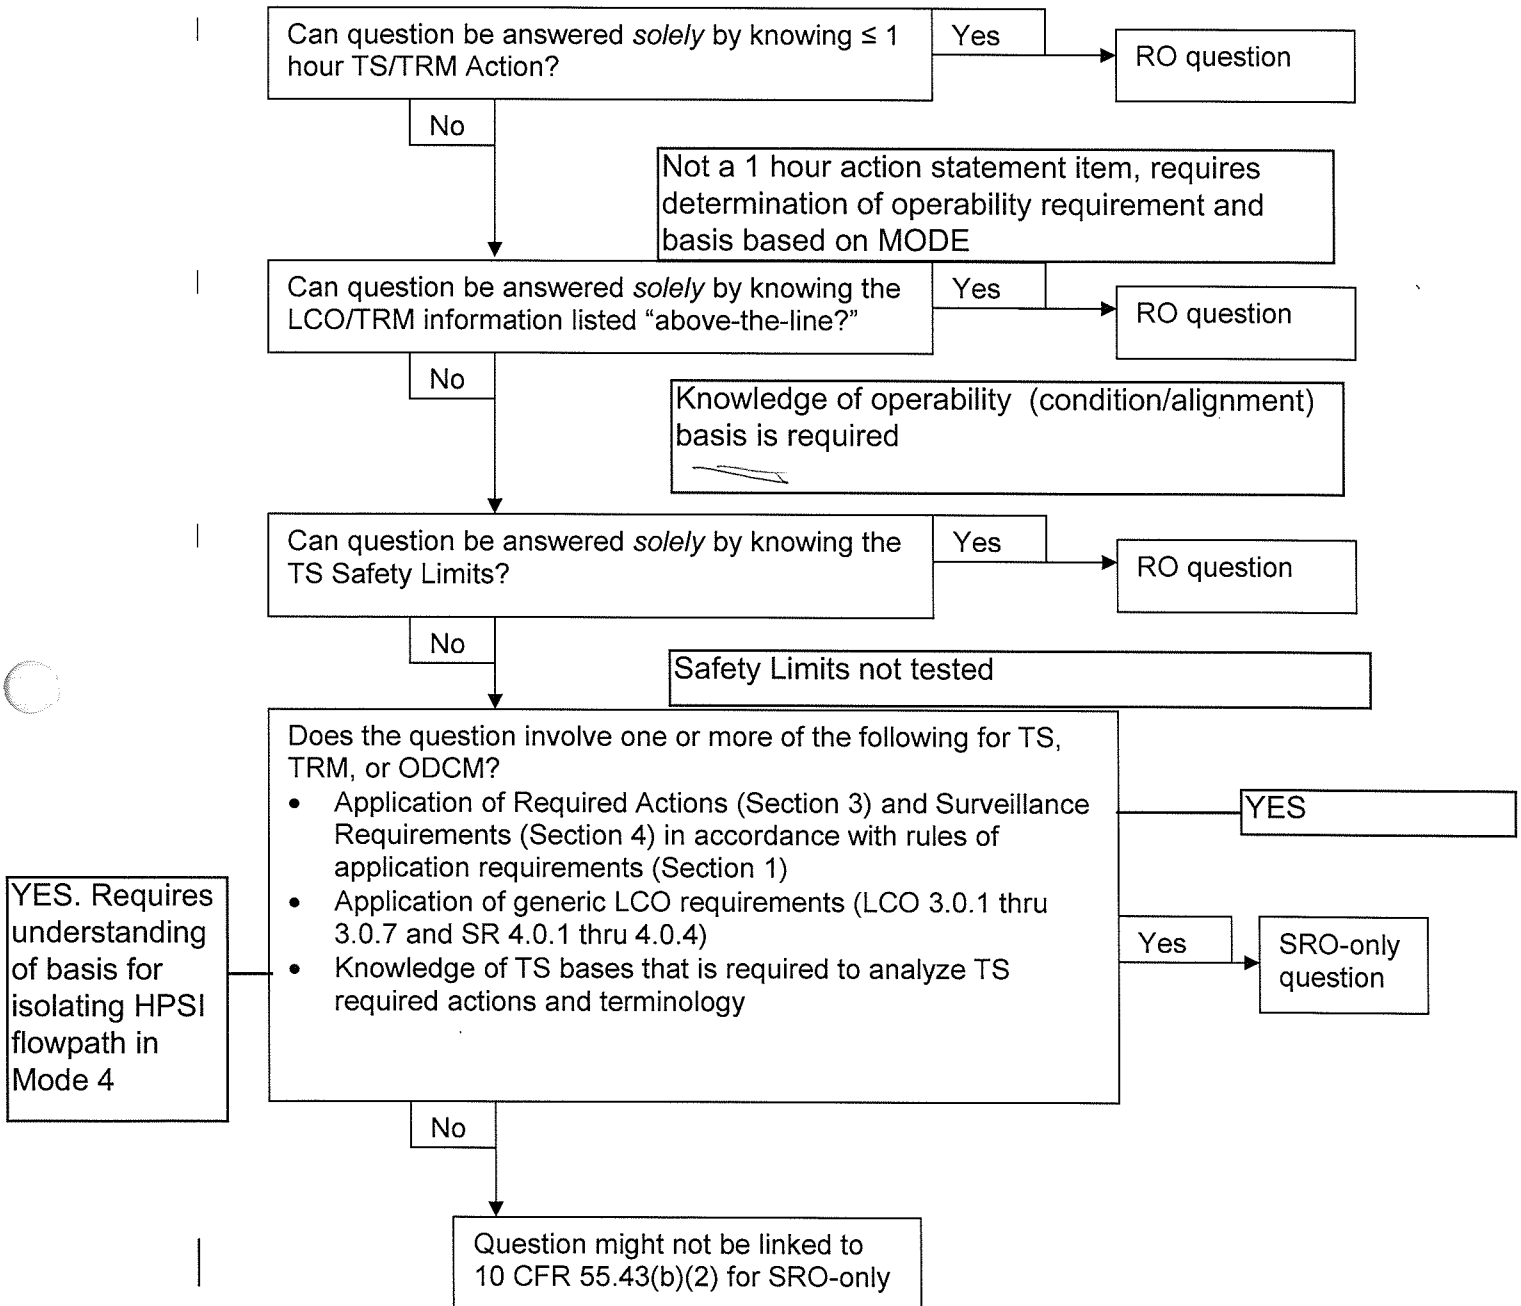 Can question be answered solely by knowing ≤ 1
hour TS/TRM Action?
Yes
RO question
No
Not a 1 hour action statement item, requires
determination of operability requirement and
basis based on MODE
Can question be answered solely by knowing the
LCO/TRM information listed “above-the-line?”
Yes
RO question
No
Knowledge of operability (condition/alignment)
basis is required
Can question be answered solely by knowing the
TS Safety Limits?
Yes
RO question
No
Safety Limits not tested
Does the question involve one or more of the following for TS,
TRM, or ODCM?
• Application of Required Actions (Section 3) and Surveillance
Requirements (Section 4) in accordance with rules of
application requirements (Section 1)
• Application of generic LCO requirements (LCO 3.0.1 thru
3.0.7 and SR 4.0.1 thru 4.0.4)
• Knowledge of TS bases that is required to analyze TS
required actions and terminology
YES
YES. Requires
understanding
of basis for
isolating HPSI
flowpath in
Mode 4
Yes
SRO-only
question
No
Question might not be linked to
10 CFR 55.43(b)(2) for SRO-only